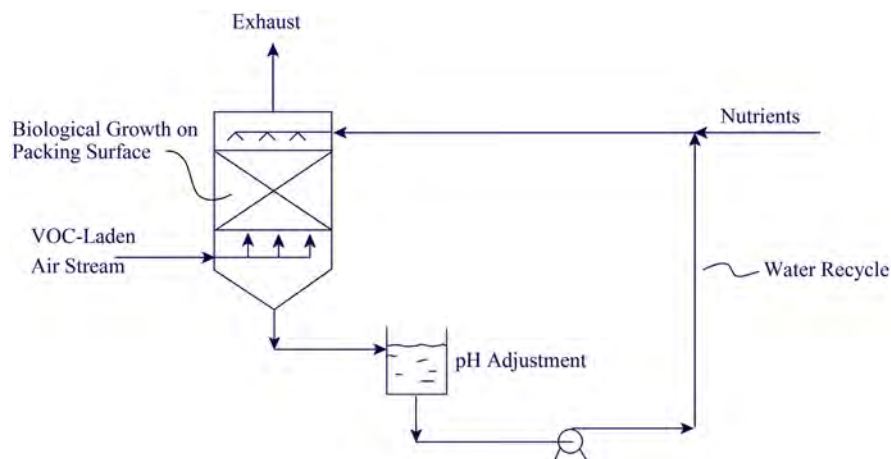 Exhaust
Biological Growth on
Packing Surface
Nutrients
VOC-Laden
Air Stream
Water Recycle
pH Adjustment